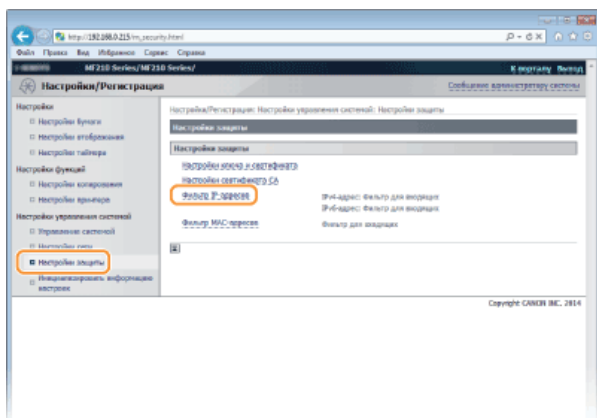 http://192.168.0.215/m_security.html
Файл Правка Вид Избранное Сервис Справка
MF210 Series/MF210 Series/
К порталу Выход
Настройки/Регистрация
Сообщение администратору системы
Настройки
Настройки бумаги
Настройки отображения
Настройки таймера
Настройки функций
Настройки копирования
Настройки принтера
Настройки управления системой
Управление системой
Настройки сети
Настройки защиты
Инициализировать информацию настроек
Настройки/Регистрация: Настройки управления системой: Настройки защиты
Настройки защиты
Настройки защиты
Настройки ключа и сертификата
Настройки сертификата CA
Фильтр IP-адресов
IPv4-адрес: Фильтр для входящих
IPv6-адрес: Фильтр для входящих
Фильтр MAC-адресов
Фильтр для входящих
Copyright CANON INC. 2014